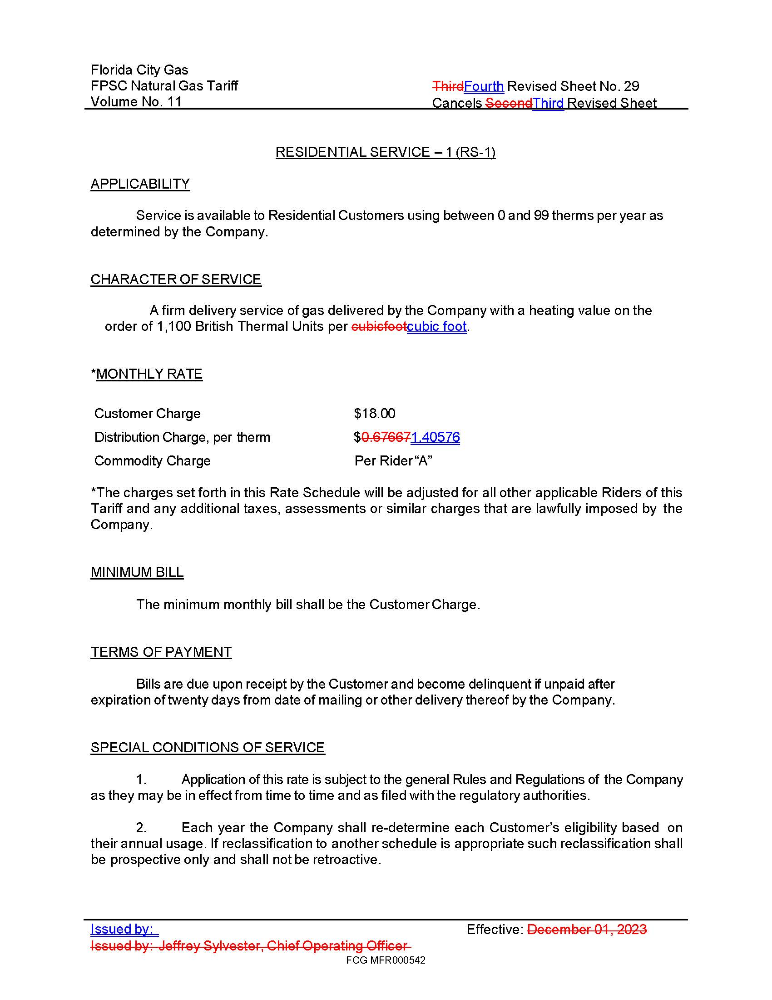 Florida City Gas
FPSC Natural Gas Tariff
Volume No. 11
ThirdFourth Revised Sheet No. 29
Cancels SecondThird Revised Sheet
RESIDENTIAL SERVICE – 1 (RS-1)
APPLICABILITY
Service is available to Residential Customers using between 0 and 99 therms per year as
determined by the Company.
CHARACTER OF SERVICE
A firm delivery service of gas delivered by the Company with a heating value on the
order of 1,100 British Thermal Units per cubicfootcubic foot.
*MONTHLY RATE
Customer Charge $18.00
Distribution Charge, per therm $0.676671.40576
Commodity Charge Per Rider “A”
*The charges set forth in this Rate Schedule will be adjusted for all other applicable Riders of this
Tariff and any additional taxes, assessments or similar charges that are lawfully imposed by the
Company.
MINIMUM BILL
The minimum monthly bill shall be the Customer Charge.
TERMS OF PAYMENT
Bills are due upon receipt by the Customer and become delinquent if unpaid after
expiration of twenty days from date of mailing or other delivery thereof by the Company.
SPECIAL CONDITIONS OF SERVICE
1. Application of this rate is subject to the general Rules and Regulations of the Company
as they may be in effect from time to time and as filed with the regulatory authorities.
2. Each year the Company shall re-determine each Customer’s eligibility based on
their annual usage. If reclassification to another schedule is appropriate such reclassification shall
be prospective only and shall not be retroactive.
Issued by: Effective: December 01, 2023
Issued by: Jeffrey Sylvester, Chief Operating Officer
FCG MFR000542